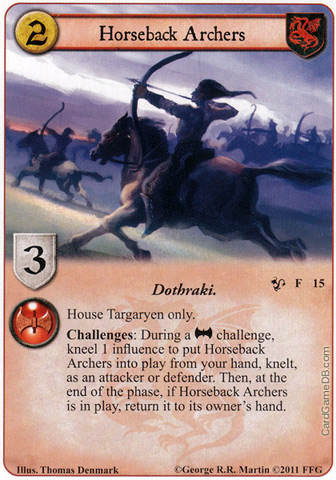 2
Horseback Archers
3
Dothraki.
F 15
House Targaryen only.
Challenges: During a challenge,
kneel 1 influence to put Horseback
Archers into play from your hand, knelt,
as an attacker or defender. Then, at the
end of the phase, if Horseback Archers
is in play, return it to its owner's hand.
CardGameDB.com
Illus. Thomas Denmark
©George R.R. Martin ©2011 FFG